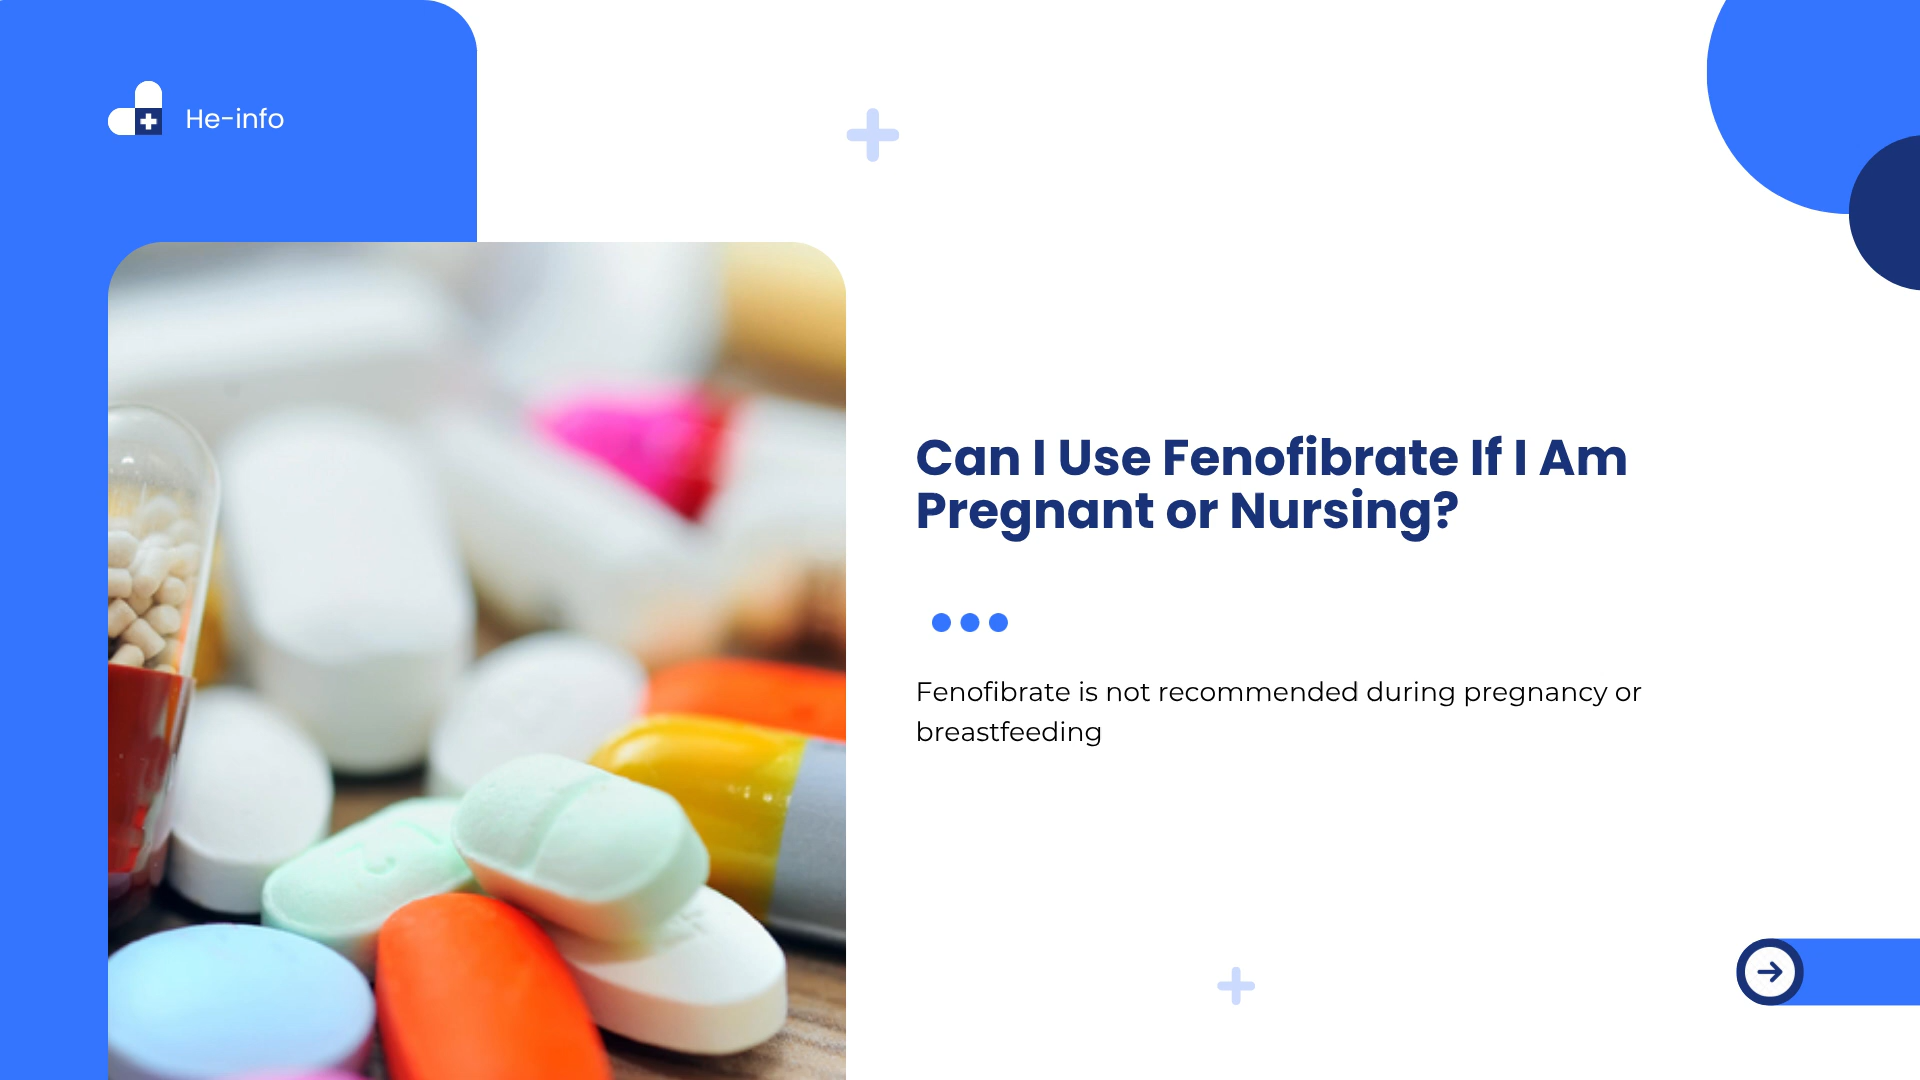 He-info
Can I Use Fenofibrate If I Am
Pregnant or Nursing?
Fenofibrate is not recommended during pregnancy or
breastfeeding